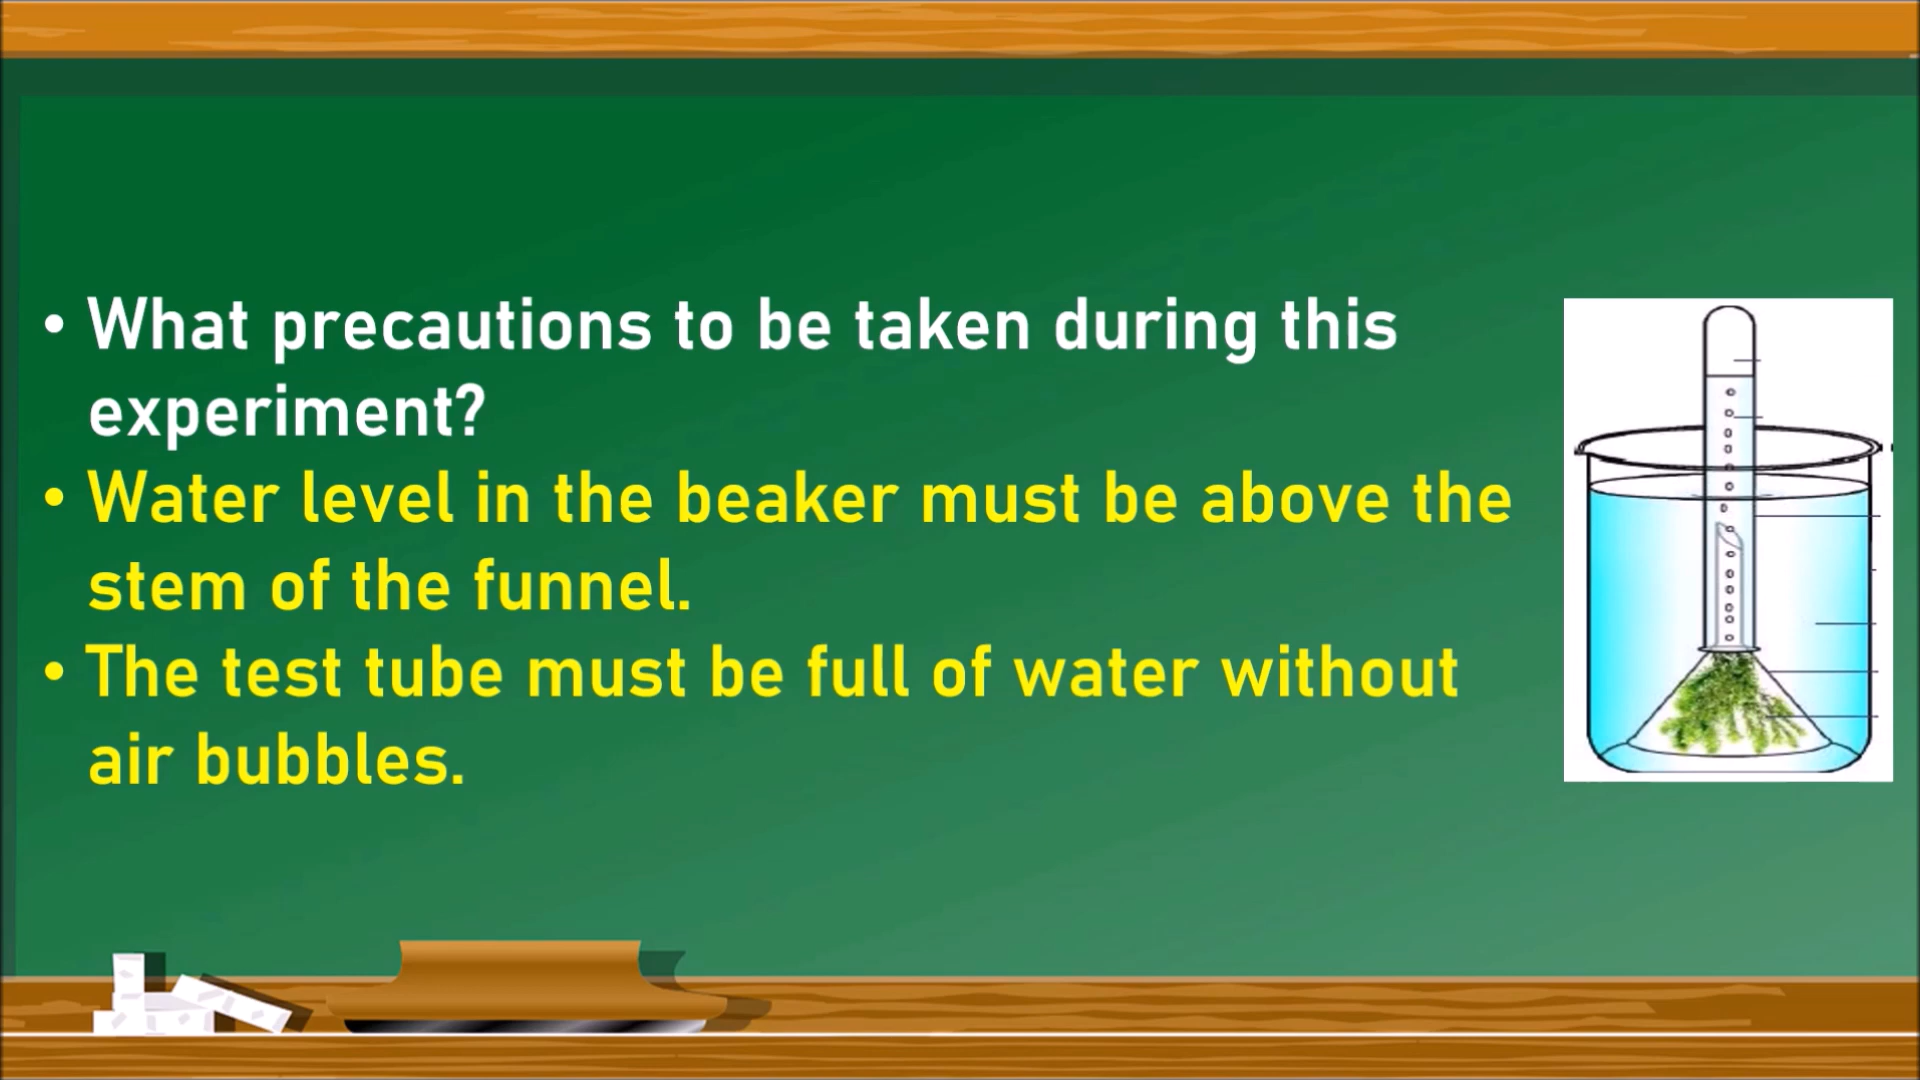 • What precautions to be taken during this
experiment?
• Water level in the beaker must be above the
stem of the funnel.
• The test tube must be full of water without
air bubbles.